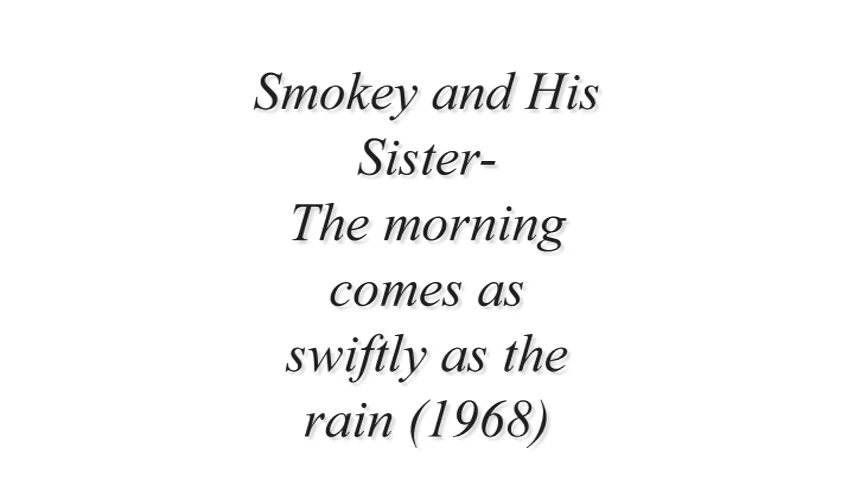 Smokey and His
Sister-
The morning
comes as
swiftly as the
rain (1968)